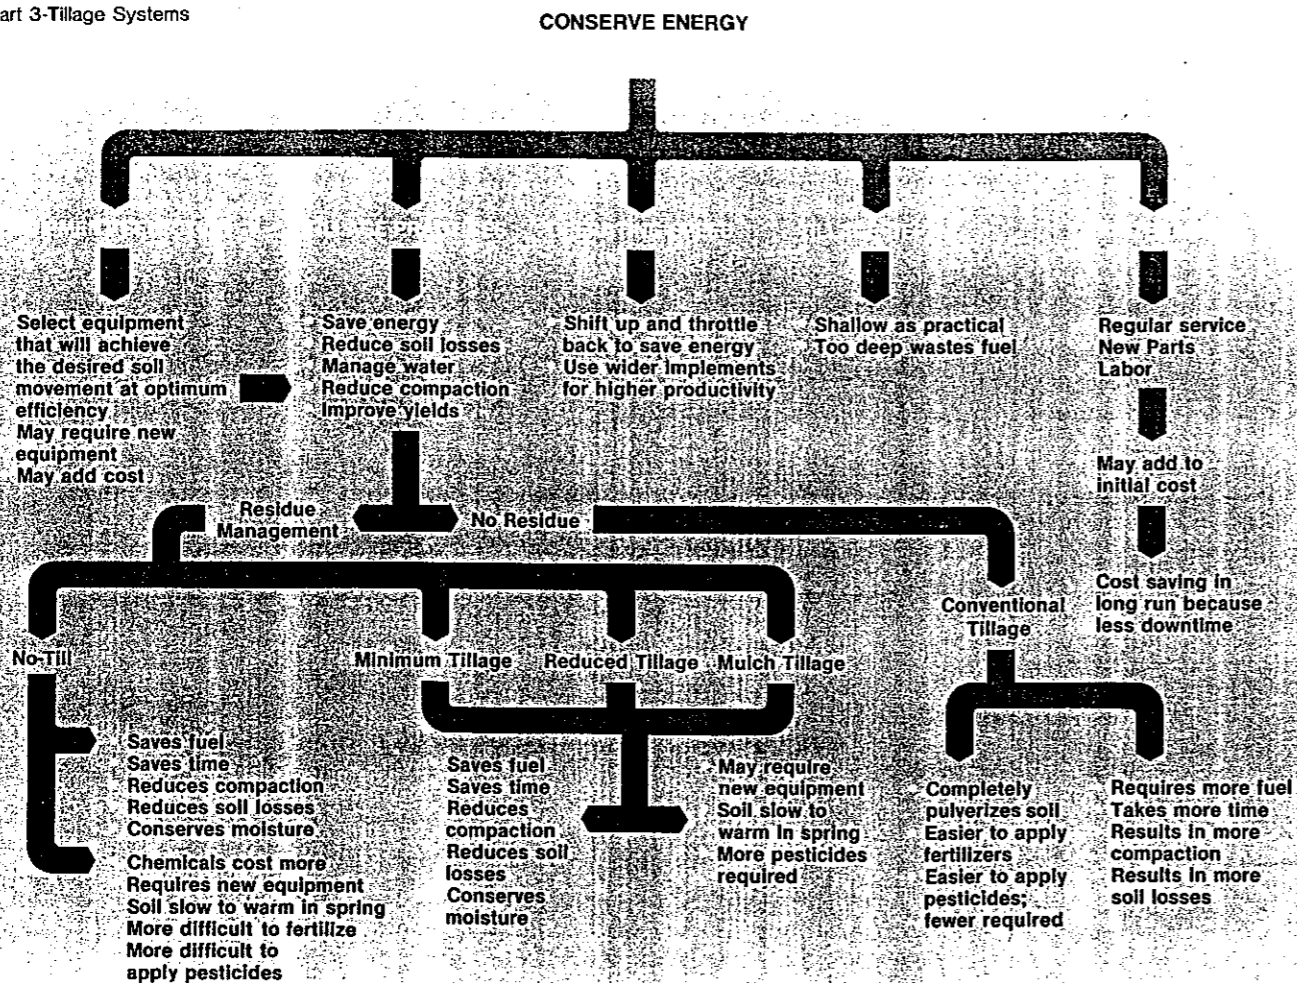 art 3-Tillage Systems
CONSERVE ENERGY
Select equipment
that will achieve
the desired soil
movement at optimum
efficiency
May require new
equipment
May add cost
Save energy
Reduce soil losses
Manage water
Reduce compaction
Improve yields
Shift up and throttle
back to save energy
Use wider implements
for higher productivity
Shallow as practical
Too deep wastes fuel
Regular service
New Parts
Labor
May add to
initial cost
Cost saving in
long run because
less downtime
Residue
Management
No Residue
Conventional
Tillage
No-Till
Minimum Tillage
Reduced Tillage
Mulch Tillage
Saves fuel
Saves time
Reduces compaction
Reduces soil losses
Conserves moisture
Chemicals cost more
Requires new equipment
Soil slow to warm in spring
More difficult to fertilize
More difficult to
apply pesticides
Saves fuel
Saves time
Reduces
compaction
Reduces soil
losses
Conserves
moisture
May require
new equipment
Soil slow to
warm in spring
More pesticides
required
Completely
pulverizes soil
Easier to apply
fertilizers
Easier to apply
pesticides;
fewer required
Requires more fuel
Takes more time
Results in more
compaction
Results in more
soil losses